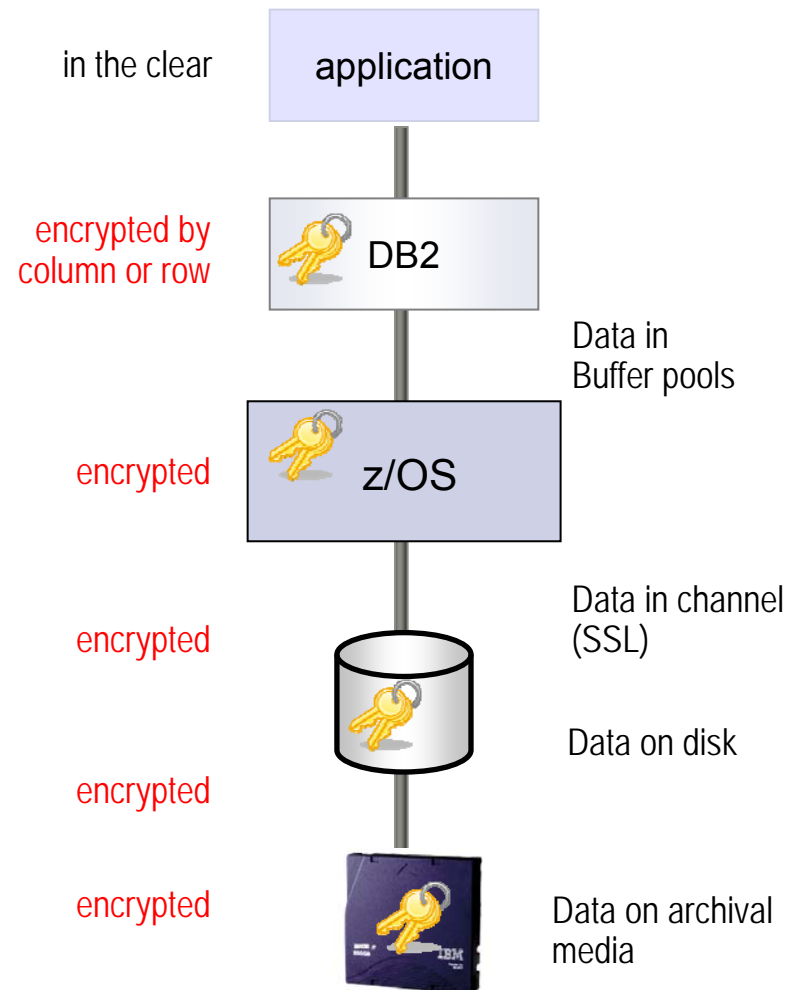 in the clear
application
encrypted by
column or row
DB2
Data in
Buffer pools
encrypted
z/OS
Data in channel
(SSL)
encrypted
Data on disk
encrypted
encrypted
Data on archival
media
IBM